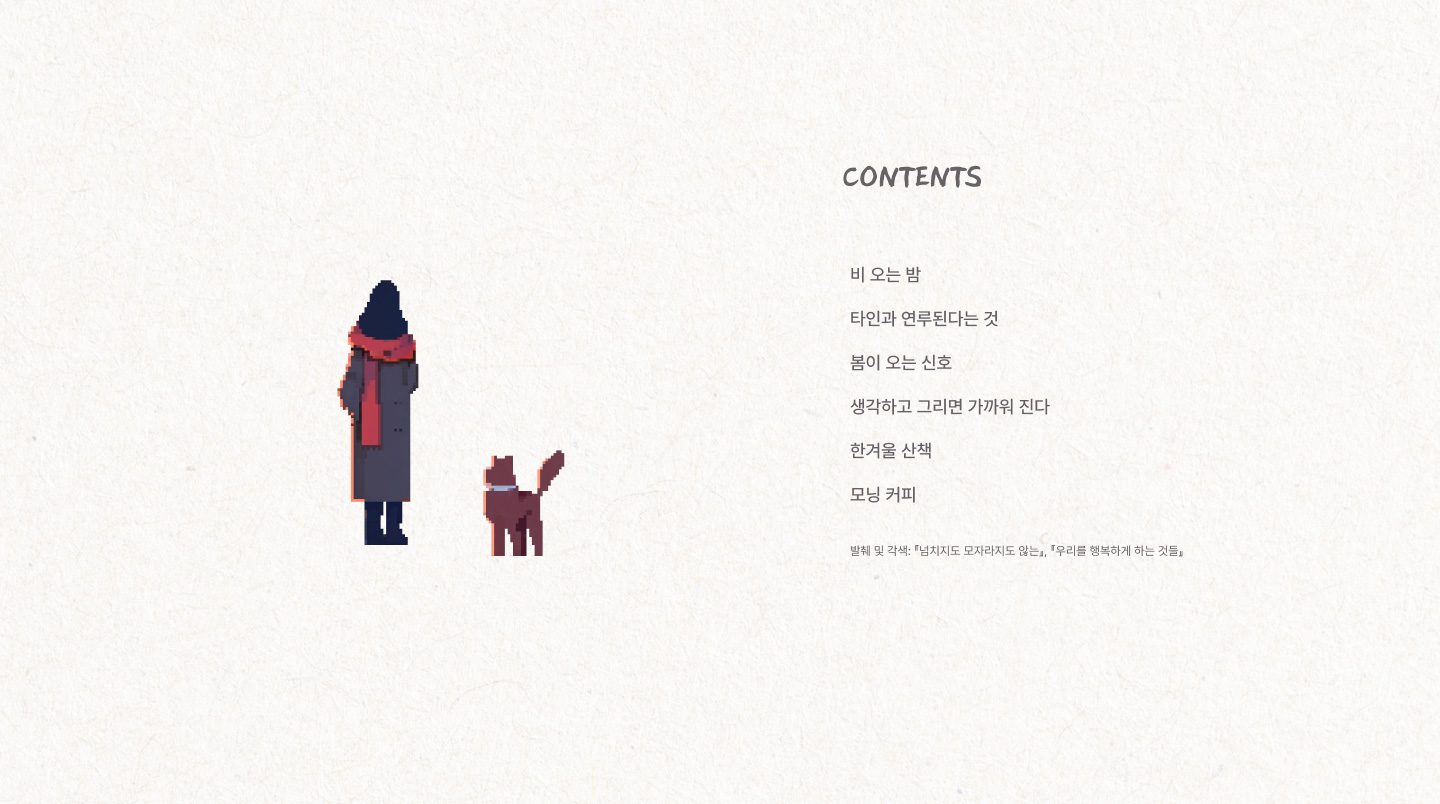 CONTENTS
비 오는 밤
타인과 연루된다는 것
봄이 오는 신호
생각하고 그리면 가까워 진다
한겨울 산책
모닝 커피
발췌 및 각색: 『넘치지도 모자라지도 않는』, 『우리를 행복하게 하는 것들』